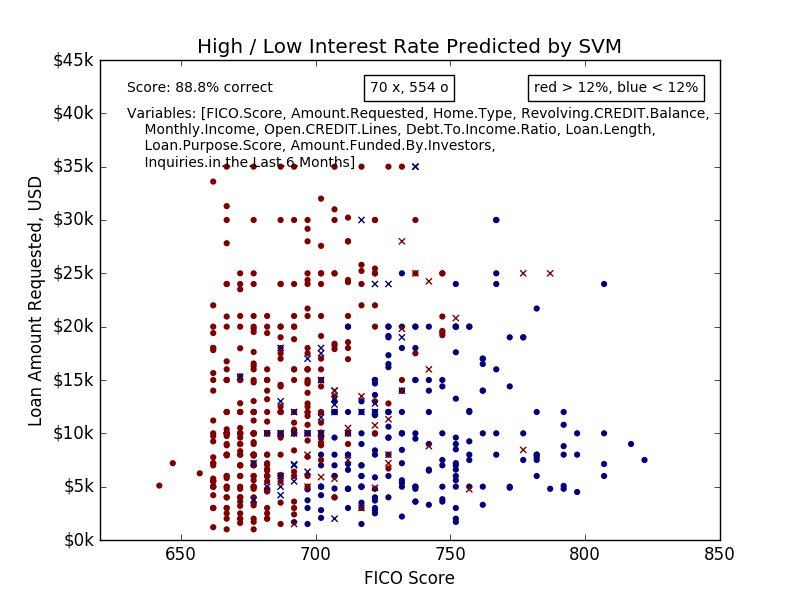 High / Low Interest Rate Predicted by SVM
$45k
Score: 88.8% correct
70 x, 554 o
red > 12%, blue < 12%
$40k
Variables: [FICO.Score, Amount.Requested, Home.Type, Revolving.CREDIT.Balance,
Monthly.Income, Open.CREDIT.Lines, Debt.To.Income.Ratio, Loan.Length,
Loan.Purpose.Score, Amount.Funded.By.Investors,
Inquiries.in.the.Last.6.Months]
$35k
$30k
$25k
$20k
$15k
$10k
$5k
$0k
Loan Amount Requested, USD
650
700
750
800
850
FICO Score